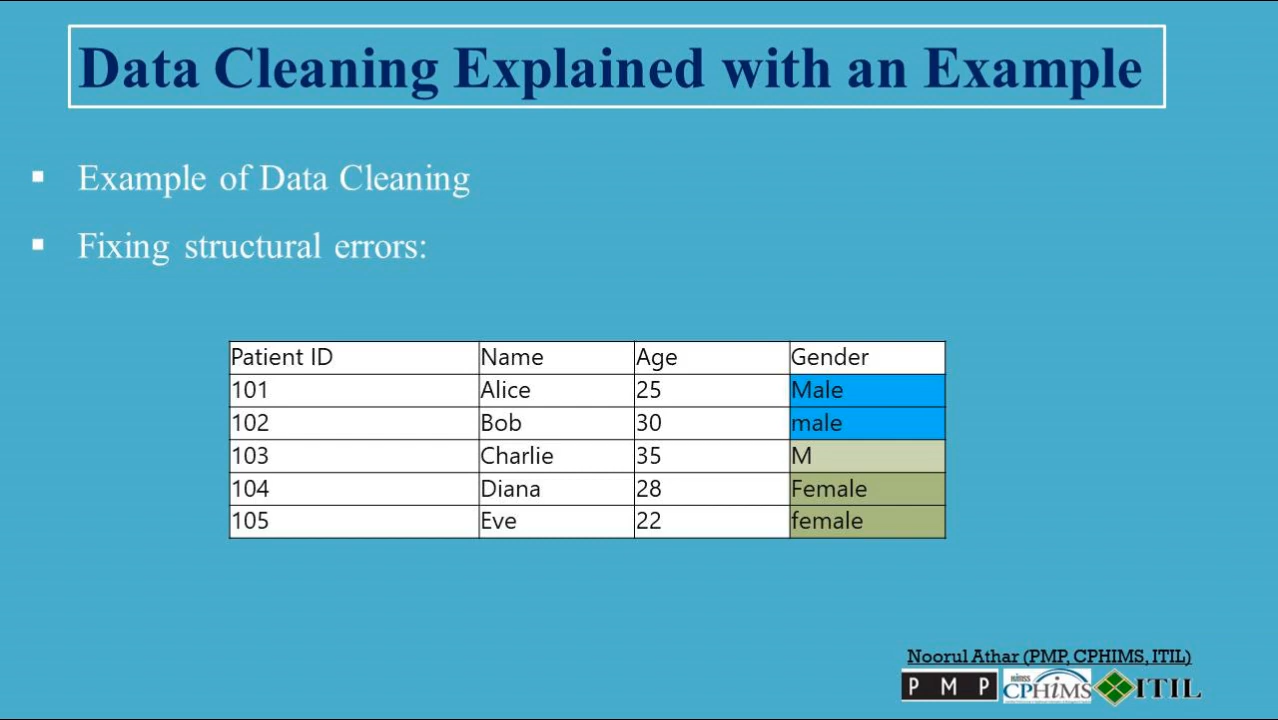 Data Cleaning Explained with an Example
Example of Data Cleaning
Fixing structural errors:
Patient ID Name Age Gender
101 Alice 25 Male
102 Bob 30 male
103 Charlie 35 M
104 Diana 28 Female
105 Eve 22 female
Noorul Athar (PMP, CPHIMS, ITIL)
PMP himss CPHiMS ITIL